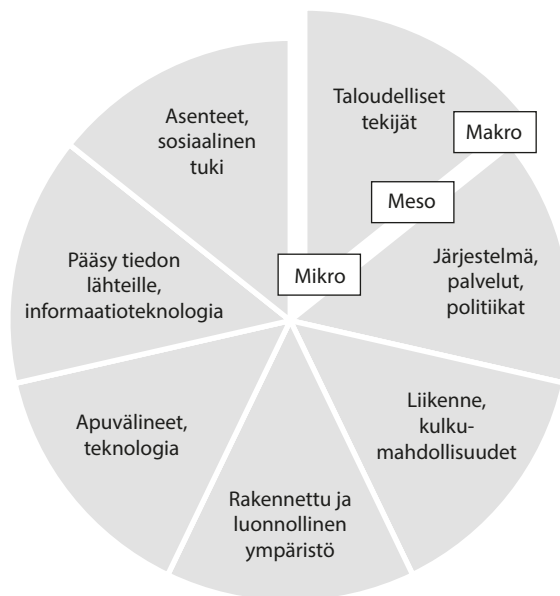 Taloudelliset
tekijät
Makro
Meso
Mikro
Järjestelmä,
palvelut,
politiikat
Liikenne,
kulku-
mahdollisuudet
Rakennettu ja
luonnollinen
ympäristö
Apuvälineet,
teknologia
Pääsy tiedon
lähteille,
informaatioteknologia
Asenteet,
sosiaalinen
tuki